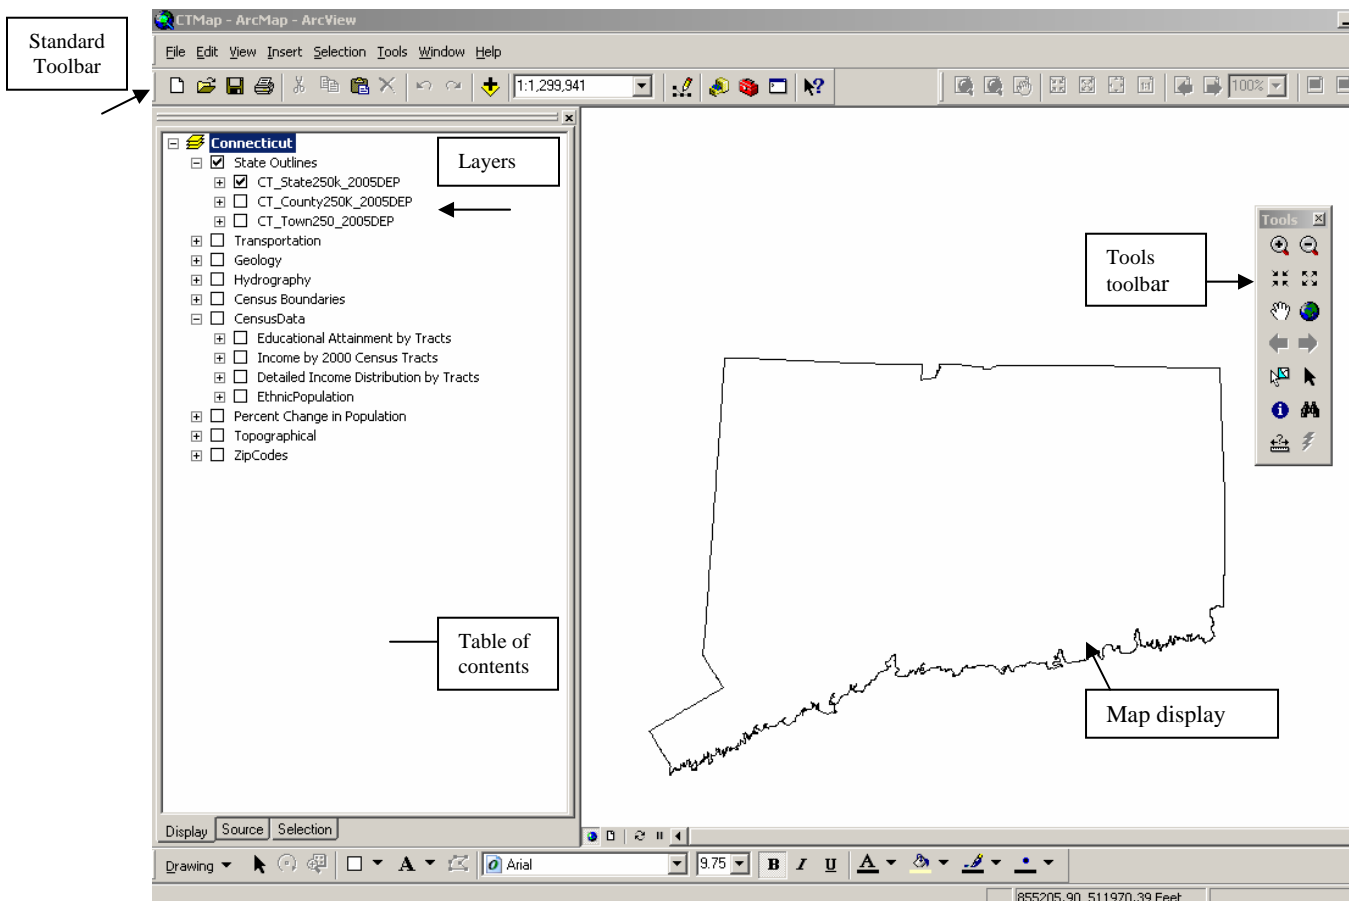 Standard
Toolbar
CTMap - ArcMap - ArcView
File Edit View Insert Selection Tools Window Help
1:1,299,941
100%
Connecticut
State Outlines
CT_State250k_2005DEP
CT_County250K_2005DEP
CT_Town250_2005DEP
Transportation
Geology
Hydrography
Census Boundaries
CensusData
Educational Attainment by Tracts
Income by 2000 Census Tracts
Detailed Income Distribution by Tracts
EthnicPopulation
Percent Change in Population
Topographical
ZipCodes
Layers
Table of
contents
Tools
Tools
toolbar
Map display
Display Source Selection
Drawing A Arial 9.75 B I U A
855205.90 511970.39 Feet